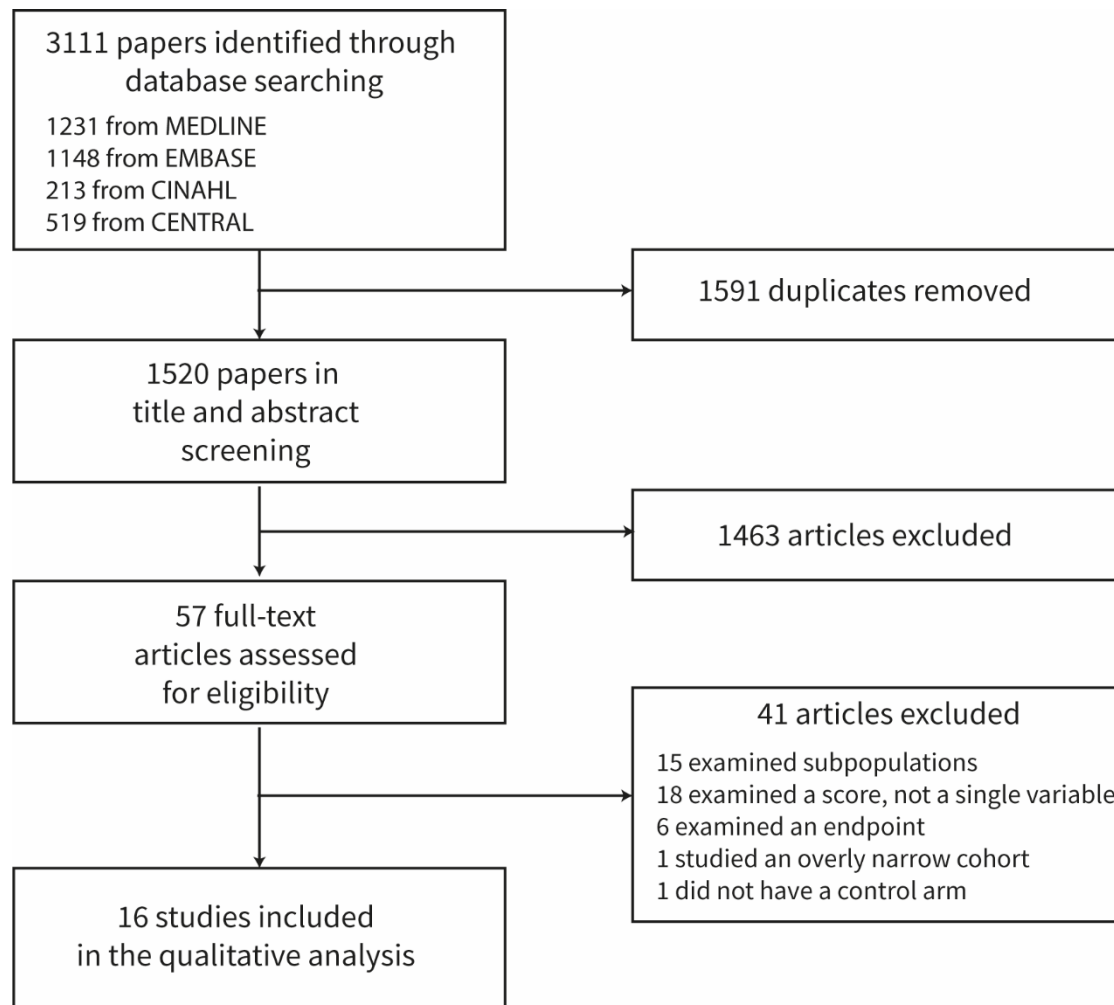 3111 papers identified through
database searching
1231 from MEDLINE
1148 from EMBASE
213 from CINAHL
519 from CENTRAL
1591 duplicates removed
1520 papers in
title and abstract
screening
1463 articles excluded
57 full-text
articles assessed
for eligibility
41 articles excluded
15 examined subpopulations
18 examined a score, not a single variable
6 examined an endpoint
1 studied an overly narrow cohort
1 did not have a control arm
16 studies included
in the qualitative analysis